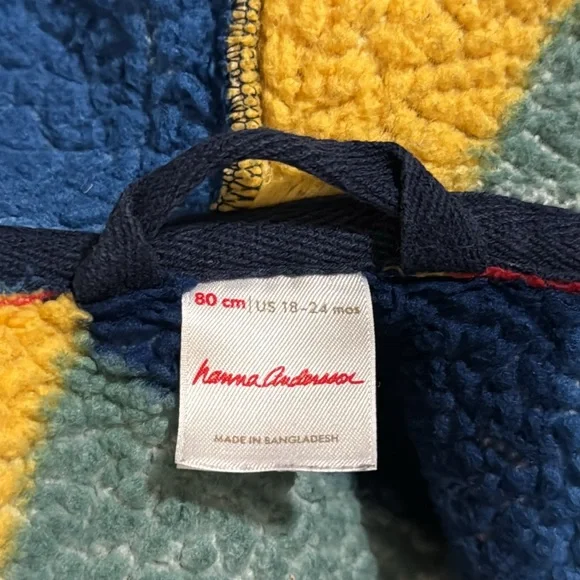 80 cm | US 18-24 mos
hanna Andersson
MADE IN BANGLADESH